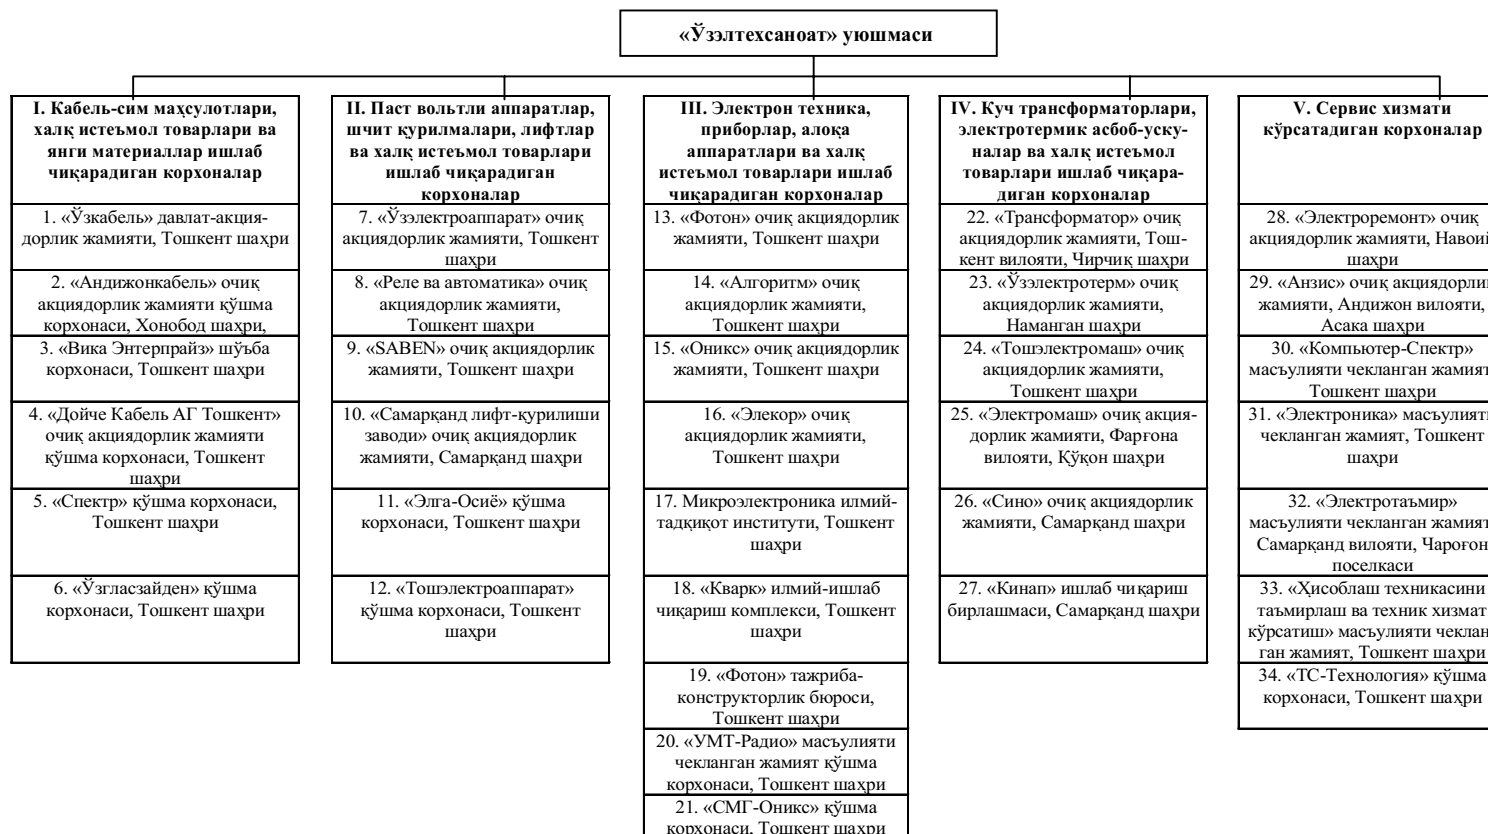 «Ўзэлтехсаноат» уюшмаси
I. Кабель-сим маҳсулотлари,
халқ истеъмол товарлари ва
янги материаллар ишлаб
чиқарадиган корхоналар
1. «Ўзкабель» давлат-акция-
дорлик жамияти, Тошкент шаҳри
2. «Андижонкабель» очиқ
акциядорлик жамияти қўшма
корхонаси, Хонобод шаҳри,
3. «Вика Энтерпрайз» шўъба
корхонаси, Тошкент шаҳри
4. «Дойче Кабель АГ Тошкент»
очиқ акциядорлик жамияти
қўшма корхонаси, Тошкент
шаҳри
5. «Спектр» қўшма корхонаси,
Тошкент шаҳри
6. «Ўзгласзайден» қўшма
корхонаси, Тошкент шаҳри
II. Паст вольтли аппаратлар,
шчит қурилмалари, лифтлар
ва халқ истеъмол товарлари
ишлаб чиқарадиган
корхоналар
7. «Ўзэлектроаппарат» очиқ
акциядорлик жамияти, Тошкент
шаҳри
8. «Реле ва автоматика» очиқ
акциядорлик жамияти,
Тошкент шаҳри
9. «SABEN» очиқ акциядорлик
жамияти, Тошкент шаҳри
10. «Самарқанд лифт-қурилиши
заводи» очиқ акциядорлик
жамияти, Самарқанд шаҳри
11. «Элга-Осиё» қўшма
корхонаси, Тошкент шаҳри
12. «Тошэлектроаппарат»
қўшма корхонаси, Тошкент
шаҳри
III. Электрон техника,
приборлар, алоқа
аппаратлари ва халқ
истеъмол товарлари ишлаб
чиқарадиган корхоналар
13. «Фотон» очиқ акциядорлик
жамияти, Тошкент шаҳри
14. «Алгоритм» очиқ
акциядорлик жамияти,
Тошкент шаҳри
15. «Оникс» очиқ акциядорлик
жамияти, Тошкент шаҳри
16. «Элекор» очиқ
акциядорлик жамияти,
Тошкент шаҳри
17. Микроэлектроника илмий-
тадқиқот институти, Тошкент
шаҳри
18. «Кварк» илмий-ишлаб
чиқариш комплекси, Тошкент
шаҳри
19. «Фотон» тажриба-
конструкторлик бюроси,
Тошкент шаҳри
20. «УМТ-Радио» масъулияти
чекланган жамият қўшма
корхонаси, Тошкент шаҳри
21. «СМГ-Оникс» қўшма
корхонаси, Тошкент шаҳри
IV. Куч трансформаторлари,
электротермик асбоб-уску-
налар ва халқ истеъмол
товарлари ишлаб чиқара-
диган корхоналар
22. «Трансформатор» очиқ
акциядорлик жамияти, Тош-
кент вилояти, Чирчиқ шаҳри
23. «Ўзэлектротерм» очиқ
акциядорлик жамияти,
Наманган шаҳри
24. «Тошэлектромаш» очиқ
акциядорлик жамияти,
Тошкент шаҳри
25. «Электромаш» очиқ акция-
дорлик жамияти, Фарғона
вилояти, Қўқон шаҳри
26. «Сино» очиқ акциядорлик
жамияти, Самарқанд шаҳри
27. «Кинап» ишлаб чиқариш
бирлашмаси, Самарқанд шаҳри
V. Сервис хизмати
кўрсатадиган корхоналар
28. «Электроремонт» очиқ
акциядорлик жамияти, Навоий
шаҳри
29. «Анзис» очиқ акциядорлик
жамияти, Андижон вилояти,
Асака шаҳри
30. «Компьютер-Спектр»
масъулияти чекланган жамият
Тошкент шаҳри
31. «Электроника» масъулияти
чекланган жамият, Тошкент
шаҳри
32. «Электротаъмир»
масъулияти чекланган жамият
Самарқанд вилояти, Чароғон
поселкаси
33. «Ҳисоблаш техникасини
таъмирлаш ва техник хизмат
кўрсатиш» масъулияти чеклан
ган жамият, Тошкент шаҳри
34. «ТС-Технология» қўшма
корхонаси, Тошкент шаҳри